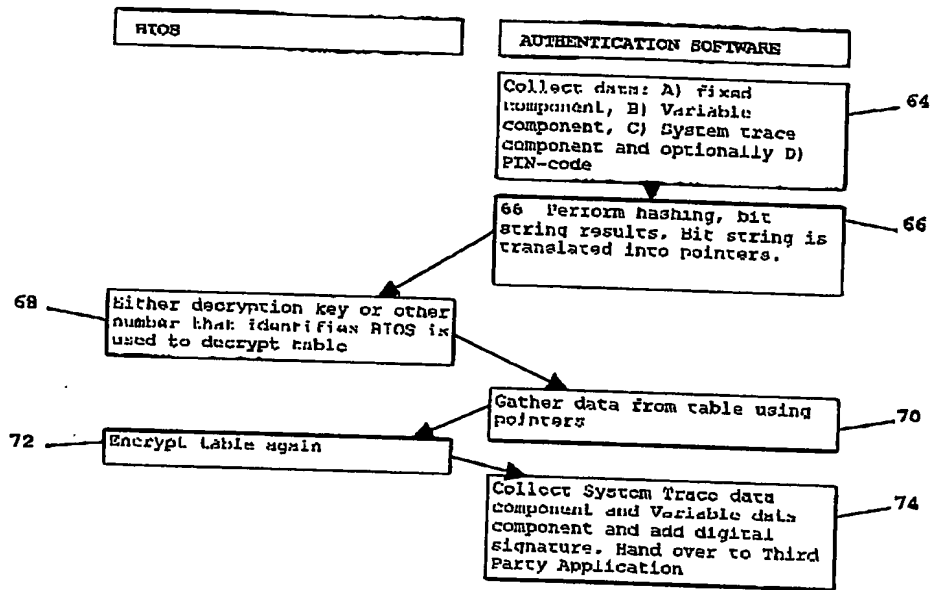 RTOS
AUTHENTICATION SOFTWARE
Collect data: A) fixed
component, B) Variable
component, C) System trace
component and optionally D)
PIN-code
64
66 Perform hashing, bit
string results. Bit string is
translated into pointers.
66
68
Either decryption key or other
number that identifies RTOS is
used to decrypt table
Gather data from table using
pointers
70
72
Encrypt table again
Collect System Trace data
component and Variable data
component and add digital
signature. Hand over to Third
Party Application
74